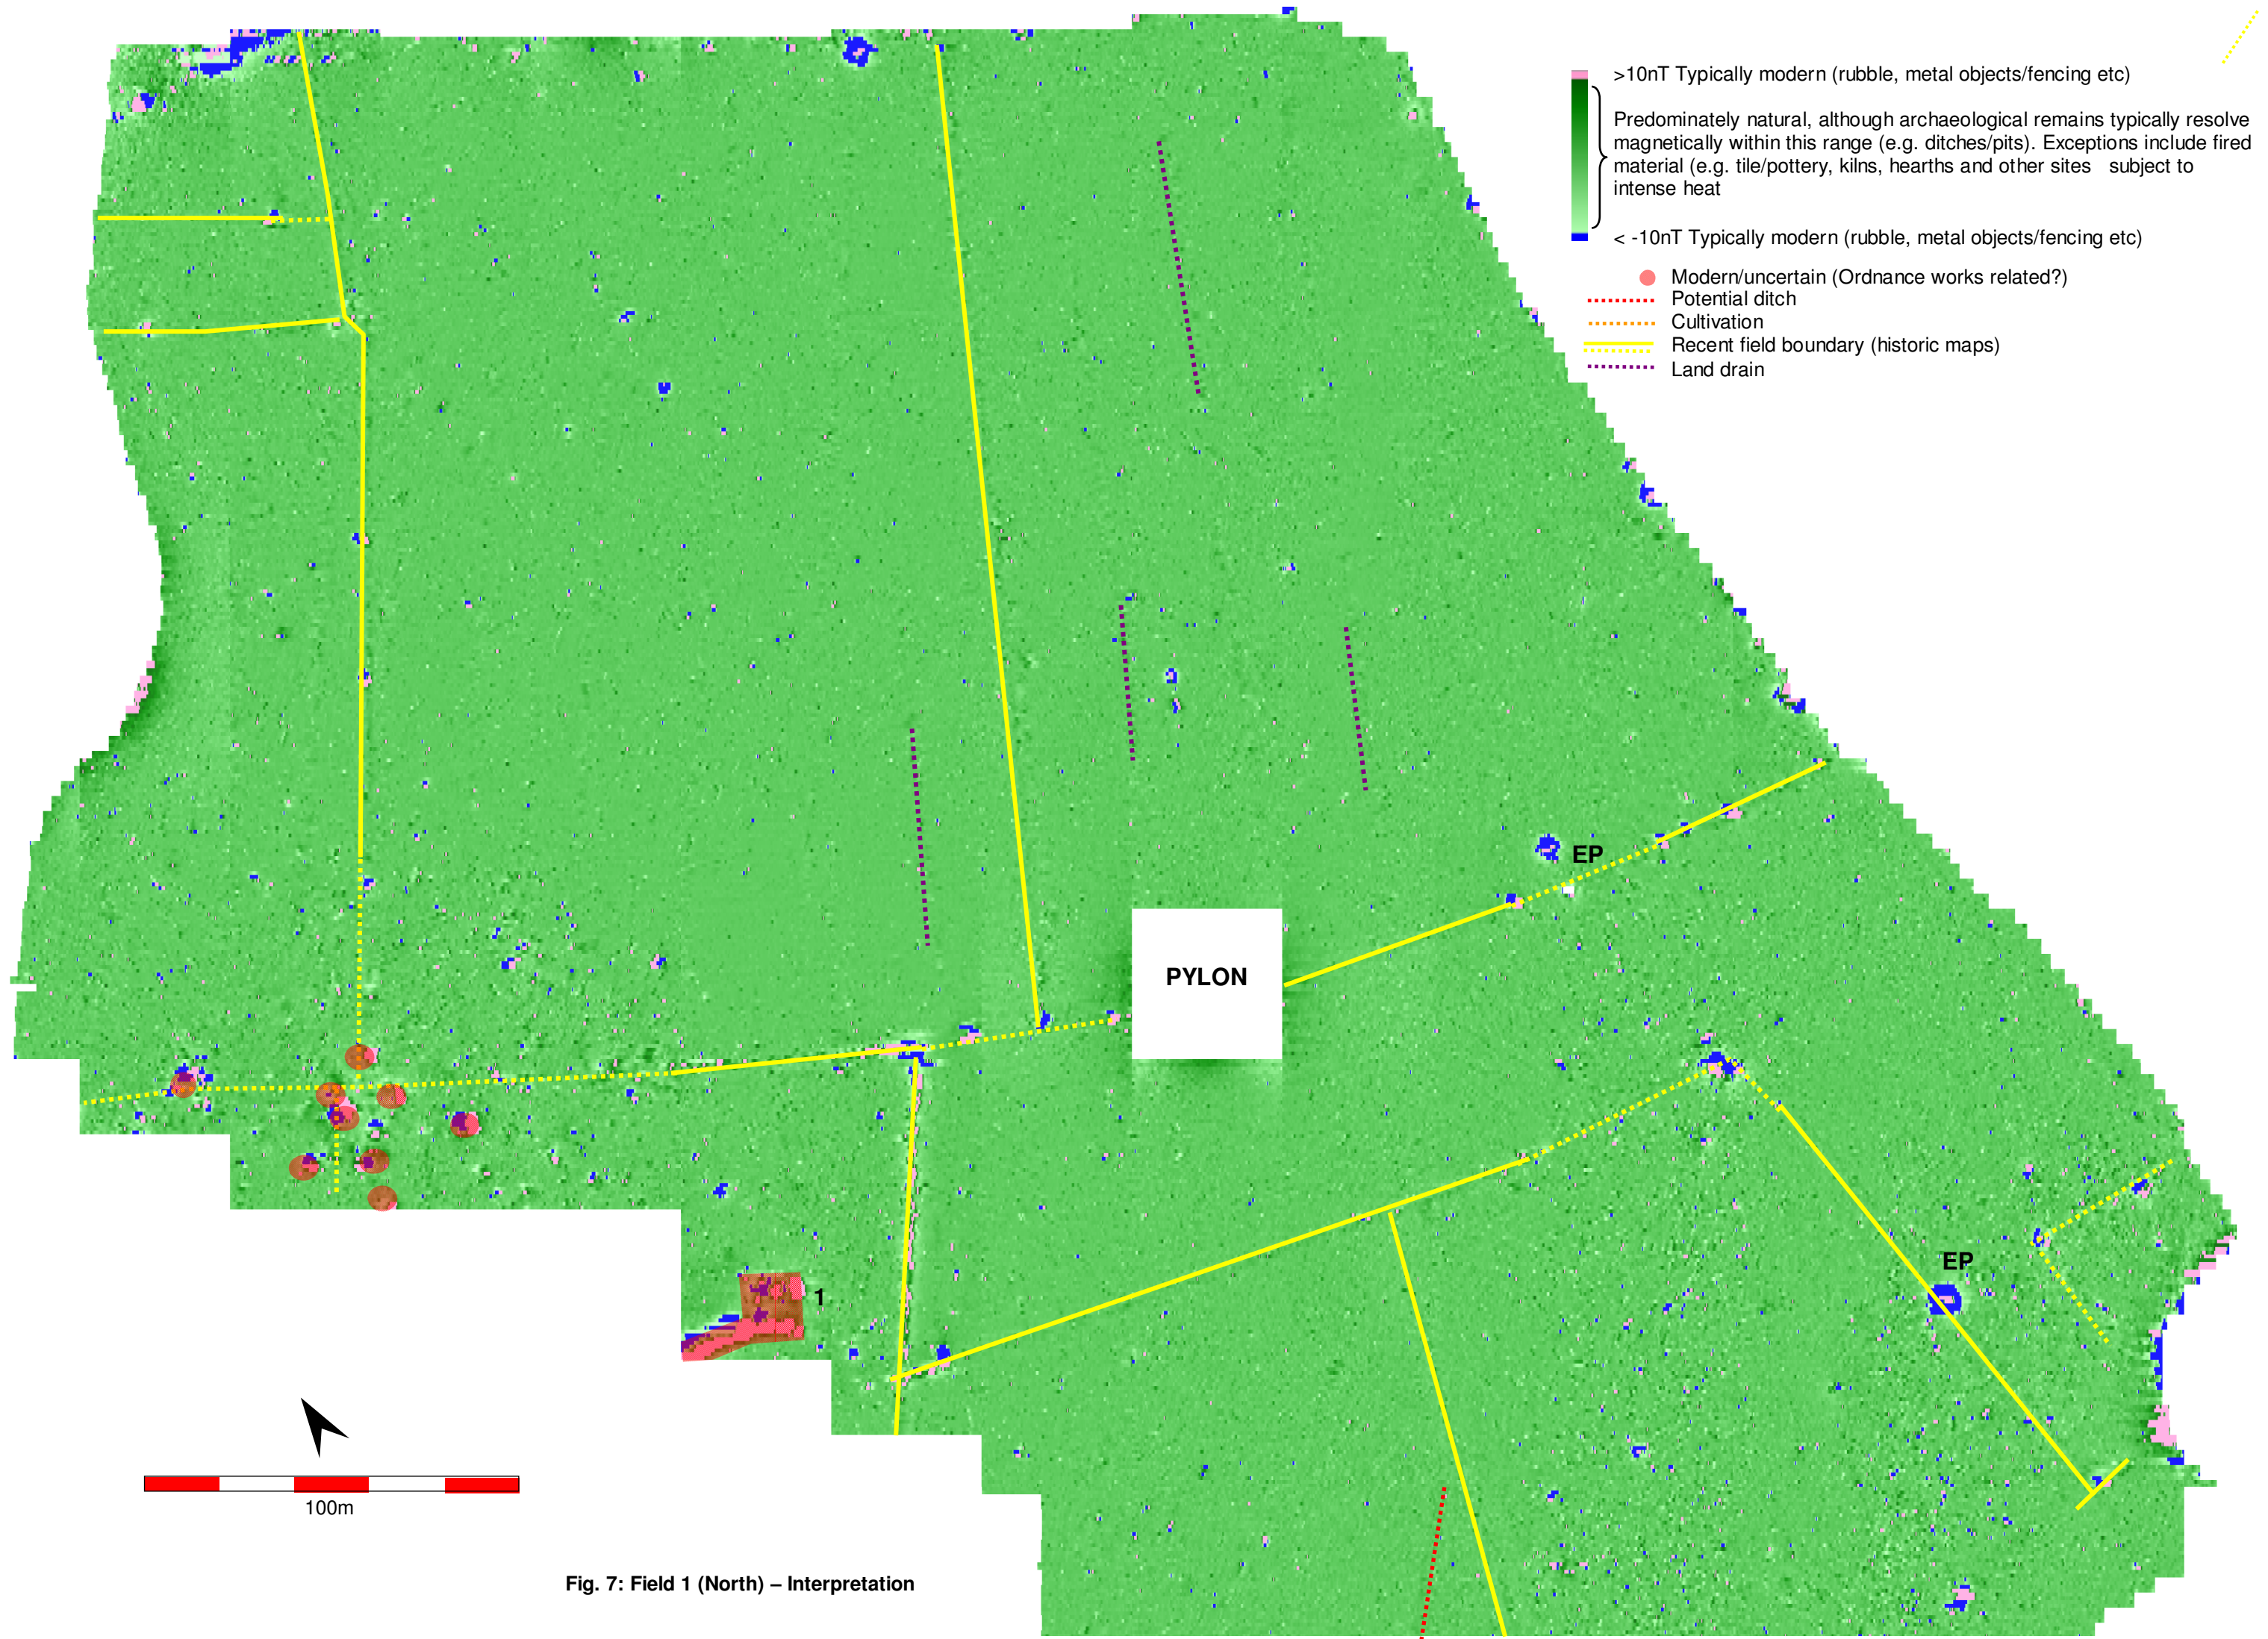 >10nT Typically modern (rubble, metal objects/fencing etc)
Predominately natural, although archaeological remains typically resolve
magnetically within this range (e.g. ditches/pits). Exceptions include fired
material (e.g. tile/pottery, kilns, hearths and other sites subject to
intense heat
< -10nT Typically modern (rubble, metal objects/fencing etc)
Modern/uncertain (Ordnance works related?)
Potential ditch
Cultivation
Recent field boundary (historic maps)
Land drain
EP
PYLON
EP
1
100m
Fig. 7: Field 1 (North) – Interpretation